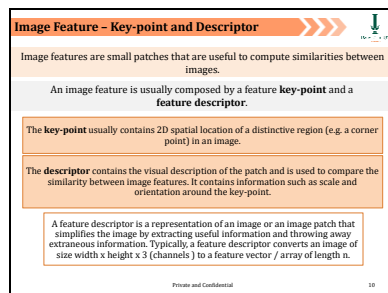 Image Feature – Key-point and Descriptor
Image features are small patches that are useful to compute similarities between
images.
An image feature is usually composed by a feature key-point and a
feature descriptor.
The key-point usually contains 2D spatial location of a distinctive region (e.g. a corner
point) in an image.
The descriptor contains the visual description of the patch and is used to compare the
similarity between image features. It contains information such as scale and
orientation around the key-point.
A feature descriptor is a representation of an image or an image patch that
simplifies the image by extracting useful information and throwing away
extraneous information. Typically, a feature descriptor converts an image of
size width x height x 3 (channels ) to a feature vector / array of length n.
Private and Confidential
10